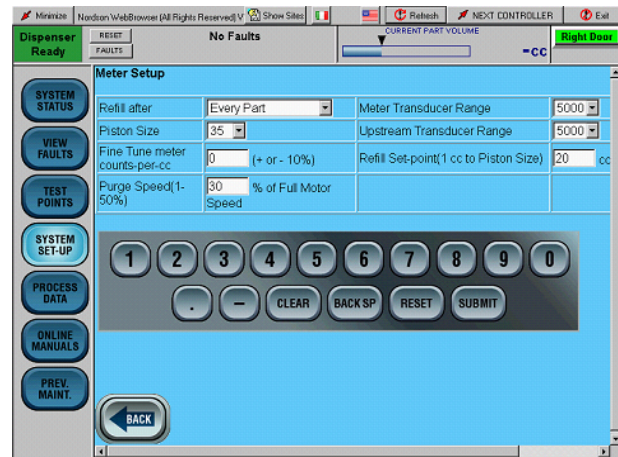 Minimize Nordson WebBrowser (All Rights Reserved) V Show Sites Refresh NEXT CONTROLLER Exit
Dispenser Ready
RESET
FAULTS
No Faults
CURRENT PART VOLUME
-cc
Right Door
SYSTEM STATUS
VIEW FAULTS
TEST POINTS
SYSTEM SET-UP
PROCESS DATA
ONLINE MANUALS
PREV. MAINT.
Meter Setup
Refill after Every Part Meter Transducer Range 5000
Piston Size 35 Upstream Transducer Range 5000
Fine Tune meter counts-per-cc 0 (+ or - 10%) Refill Set-point(1 cc to Piston Size) 20 cc
Purge Speed(1-50%) 30 % of Full Motor Speed
1 2 3 4 5 6 7 8 9 0
. - CLEAR BACK SP RESET SUBMIT
BACK